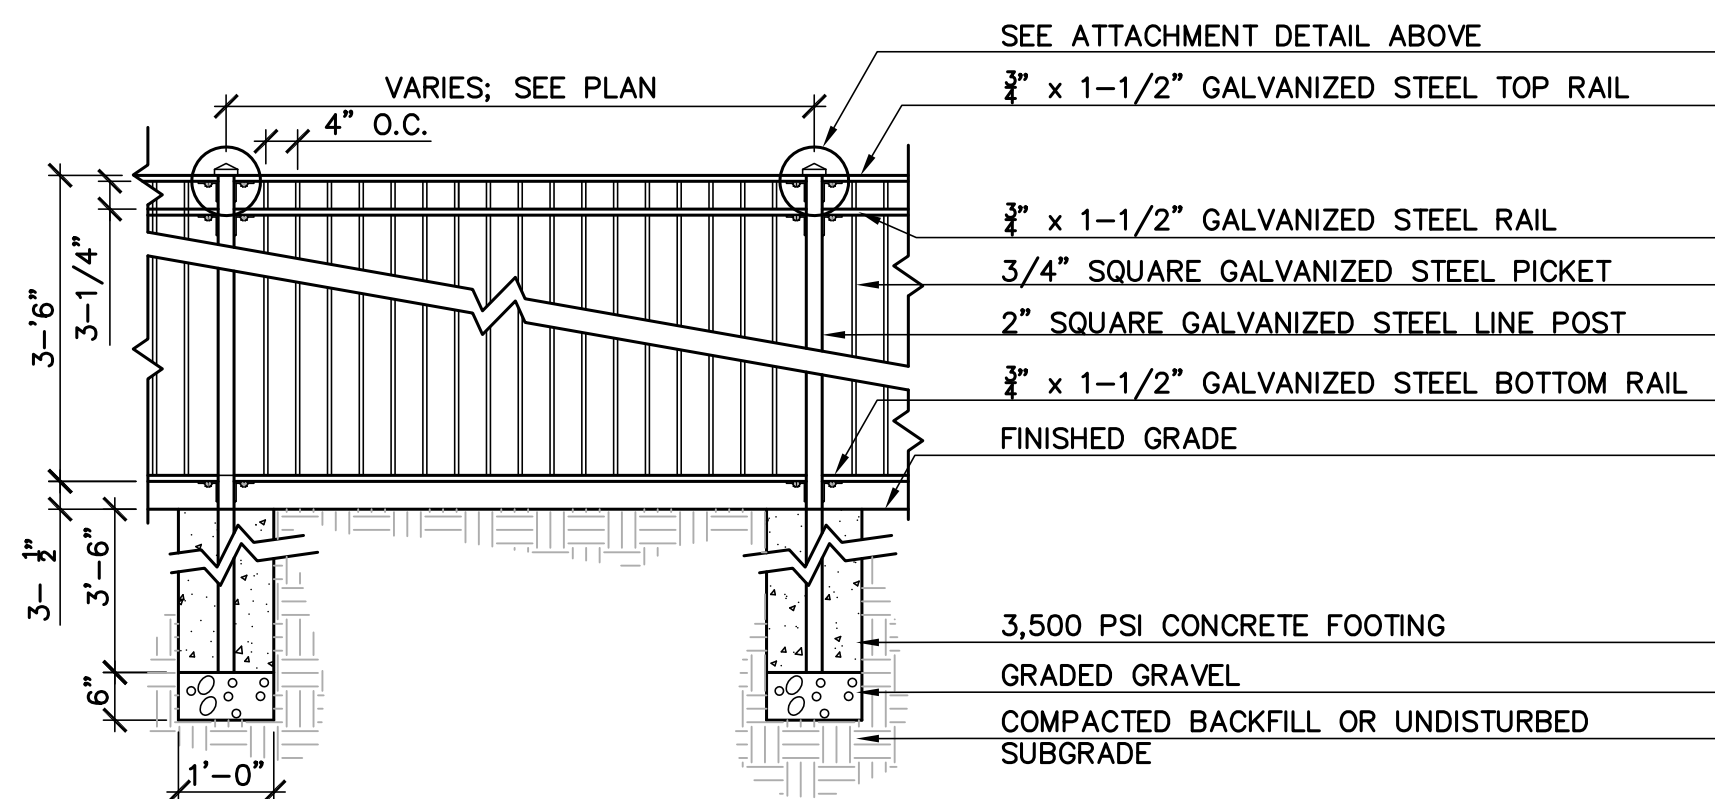 SEE ATTACHMENT DETAIL ABOVE
VARIES; SEE PLAN
3/4" x 1-1/2" GALVANIZED STEEL TOP RAIL
4" O.C.
3/4" x 1-1/2" GALVANIZED STEEL RAIL
3-1/4"
3-'6"
3/4" SQUARE GALVANIZED STEEL PICKET
2" SQUARE GALVANIZED STEEL LINE POST
3/4" x 1-1/2" GALVANIZED STEEL BOTTOM RAIL
FINISHED GRADE
3- 1/2"
3'-6"
3,500 PSI CONCRETE FOOTING
6"
GRADED GRAVEL
COMPACTED BACKFILL OR UNDISTURBED
SUBGRADE
1'-0"